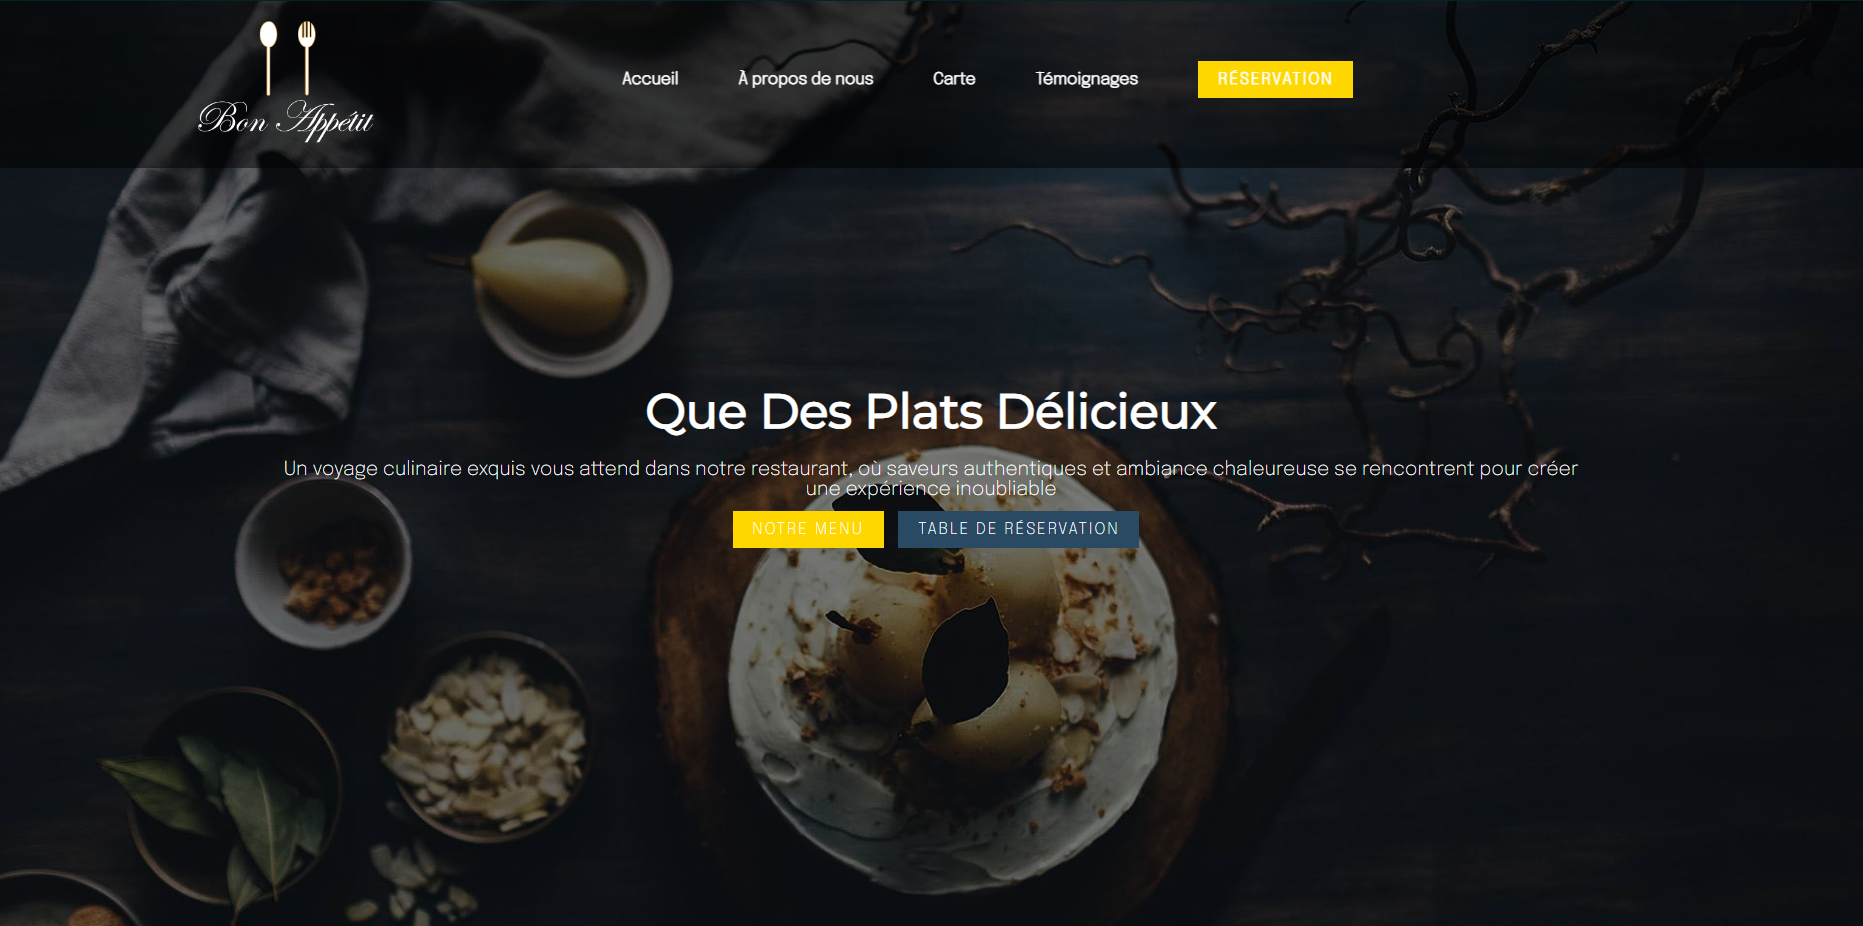 Bon Appétit
Accueil
À propos de nous
Carte
Témoignages
RÉSERVATION
Que Des Plats Délicieux
Un voyage culinaire exquis vous attend dans notre restaurant, où saveurs authentiques et ambiance chaleureuse se rencontrent pour créer
une expérience inoubliable
NOTRE MENU
TABLE DE RÉSERVATION